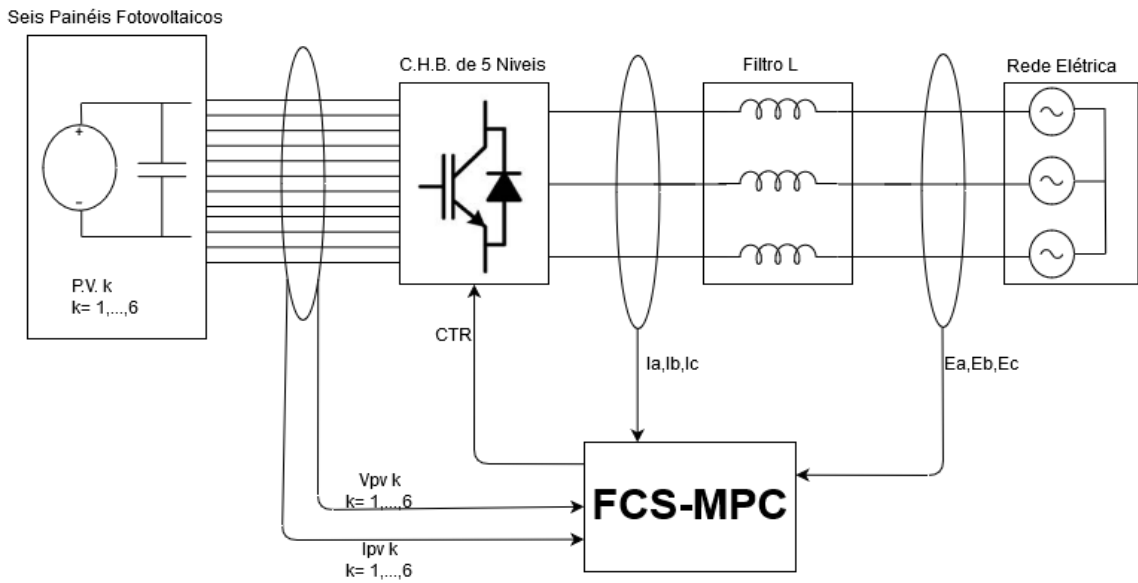 Seis Painéis Fotovoltaicos
C.H.B. de 5 Niveis
Filtro L
Rede Elétrica
+
-
P.V. k
k= 1,...,6
CTR
Ia,Ib,Ic
Ea,Eb,Ec
Vpv k
k= 1,...,6
FCS-MPC
Ipv k
k= 1,...,6